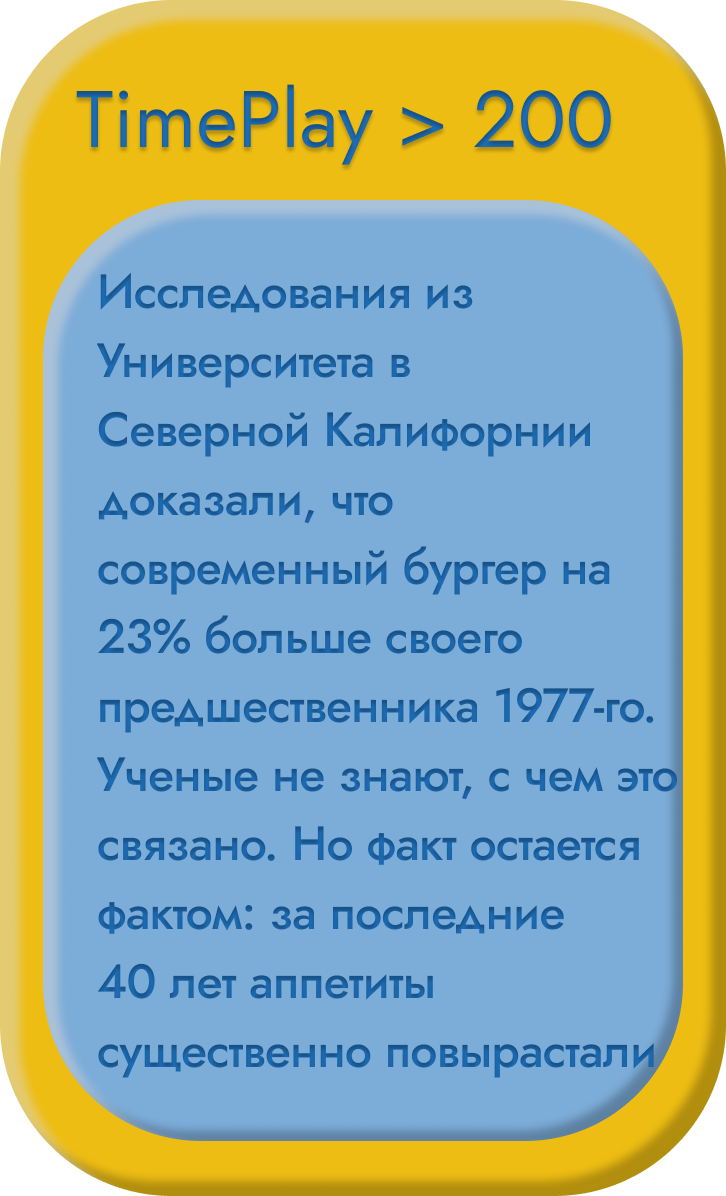 TimePlay > 200
Исследования из
Университета в
Северной Калифорнии
доказали, что
современный бургер на
23% больше своего
предшественника 1977-го.
Ученые не знают, с чем это
связано. Но факт остается
фактом: за последние
40 лет аппетиты
существенно повырастали